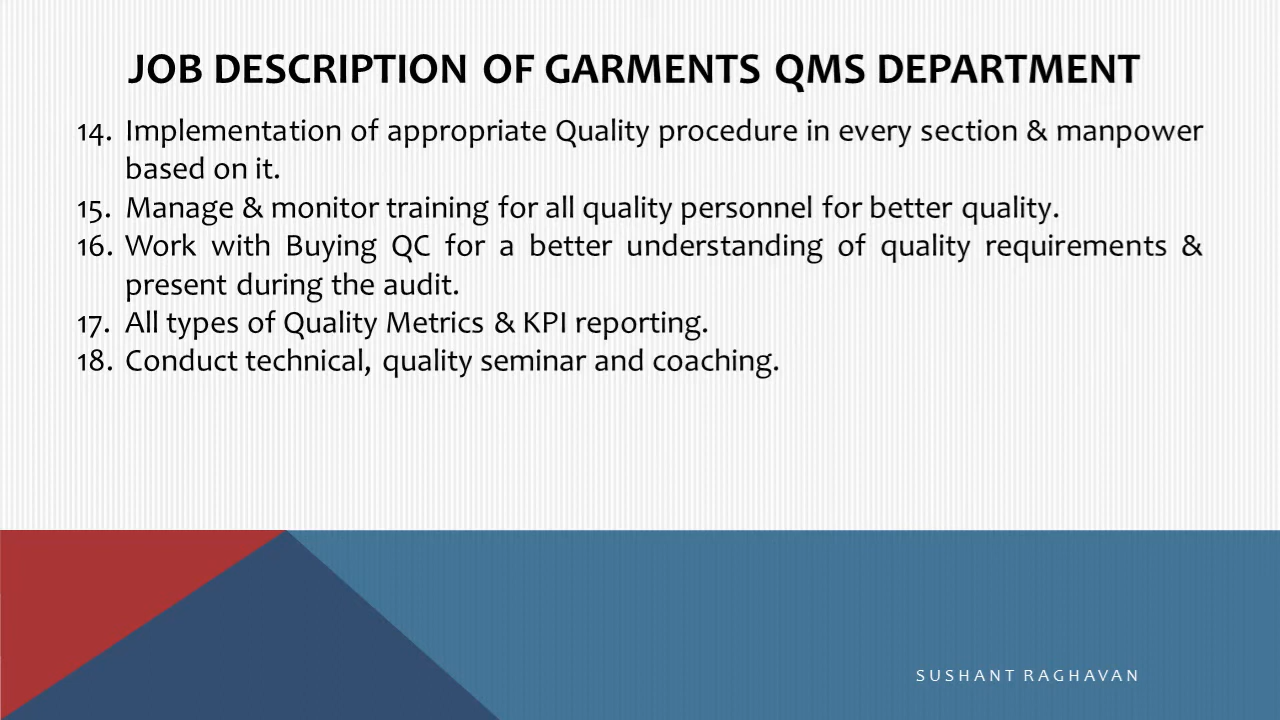 JOB DESCRIPTION OF GARMENTS QMS DEPARTMENT
14. Implementation of appropriate Quality procedure in every section & manpower
based on it.
15. Manage & monitor training for all quality personnel for better quality.
16. Work with Buying QC for a better understanding of quality requirements &
present during the audit.
17. All types of Quality Metrics & KPI reporting.
18. Conduct technical, quality seminar and coaching.
SUSHANT RAGHAVAN